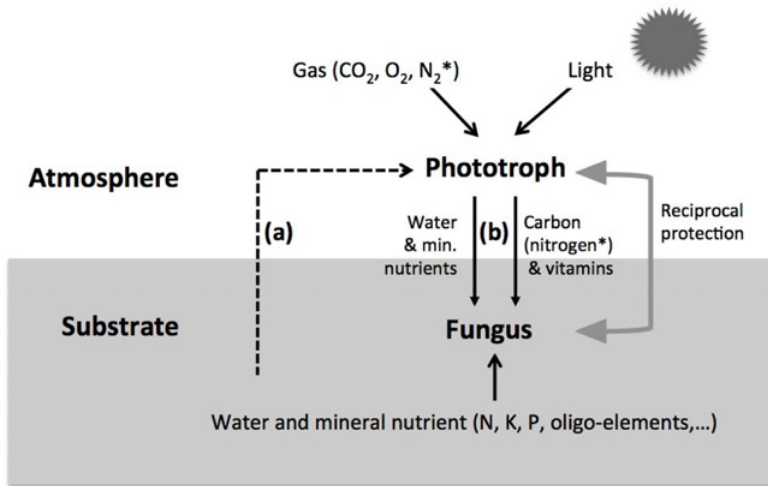 Gas (CO₂, O₂, N₂*)
Light
Atmosphere
Phototroph
(a)
Water
& min.
nutrients
(b)
Carbon
(nitrogen*)
& vitamins
Reciprocal
protection
Substrate
Fungus
Water and mineral nutrient (N, K, P, oligo-elements,...)